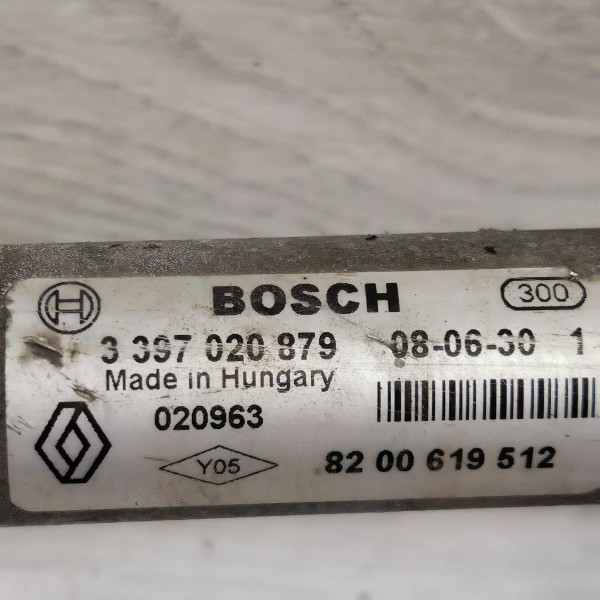 BOSCH 300
3 397 020 879 08-06-30 1
Made in Hungary
020963
Y05 82 00 619 512